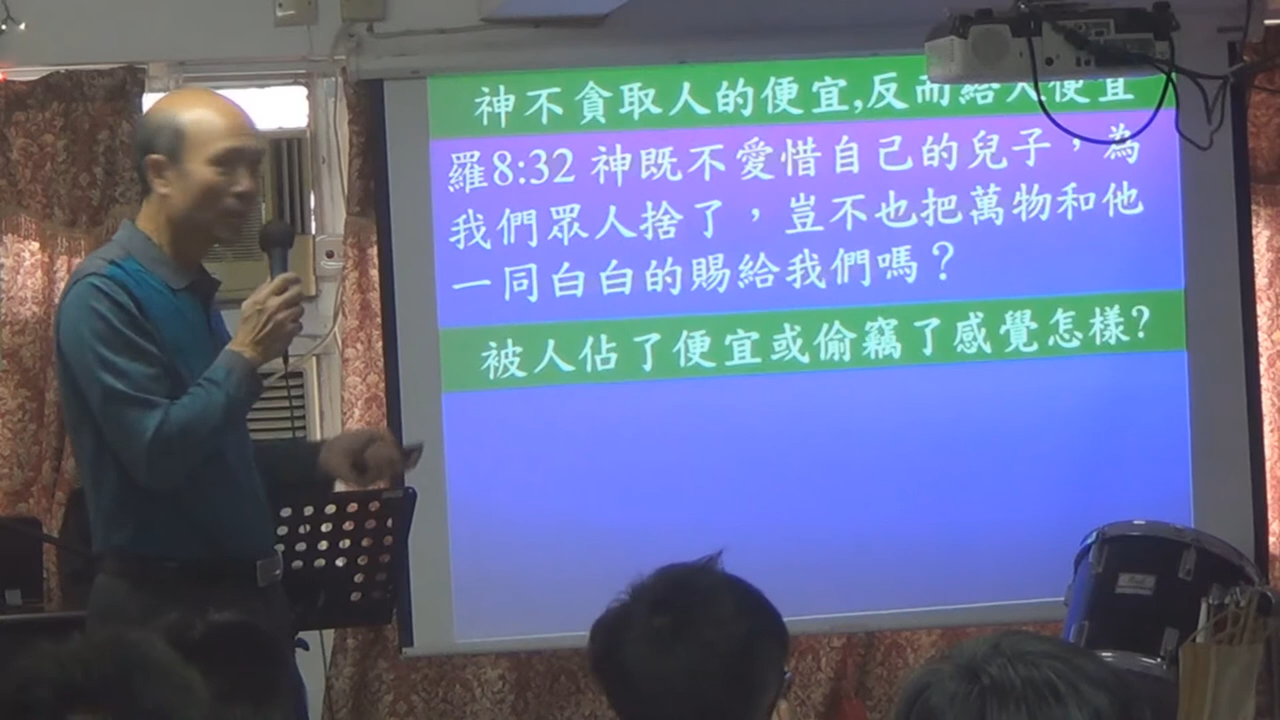 神不貪取人的便宜,反而給人便宜
羅8:32 神既不愛惜自己的兒子，為
我們眾人捨了，豈不也把萬物和他
一同白白的賜給我們嗎？
被人佔了便宜或偷竊了感覺怎樣?